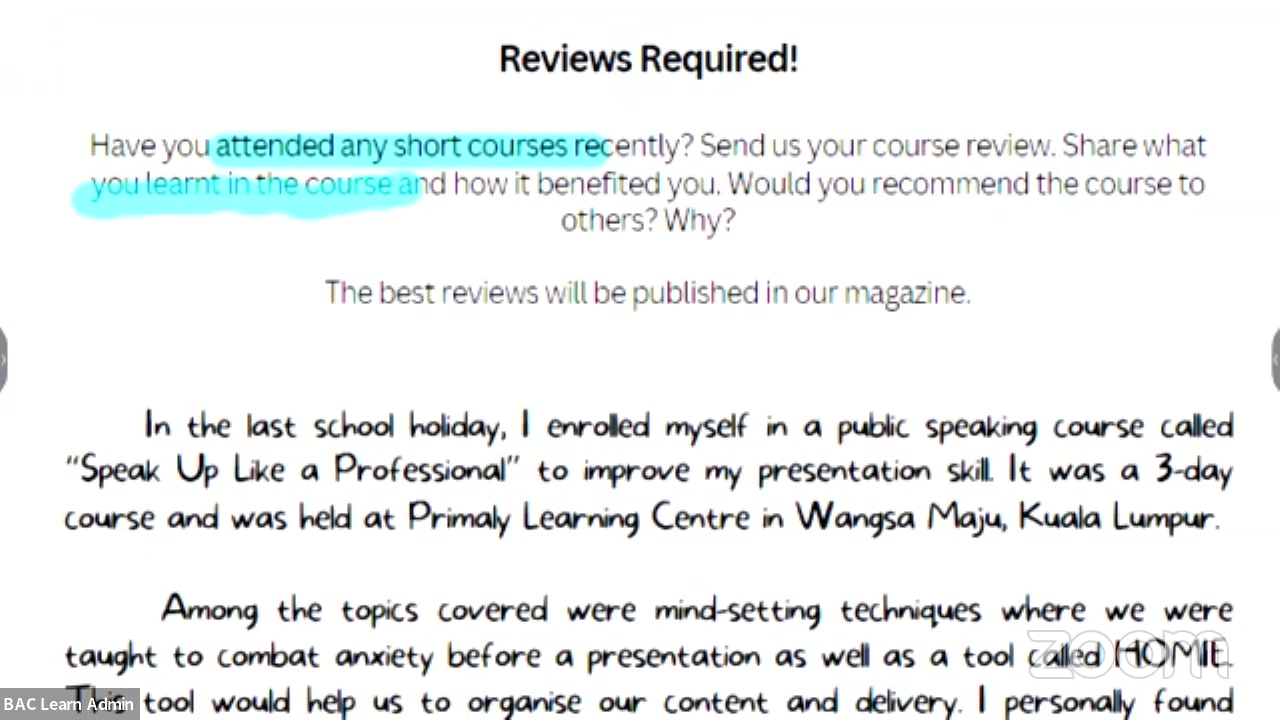 Reviews Required!
Have you attended any short courses recently? Send us your course review. Share what
you learnt in the course and how it benefited you. Would you recommend the course to
others? Why?
The best reviews will be published in our magazine.
In the last school holiday, I enrolled myself in a public speaking course called
“Speak Up Like a Professional” to improve my presentation skill. It was a 3-day
course and was held at Primaly Learning Centre in Wangsa Maju, Kuala Lumpur.
Among the topics covered were mind-setting techniques where we were
taught to combat anxiety before a presentation as well as a tool called HOMIE.
This tool would help us to organise our content and delivery. I personally found
zoom
BAC Learn Admin